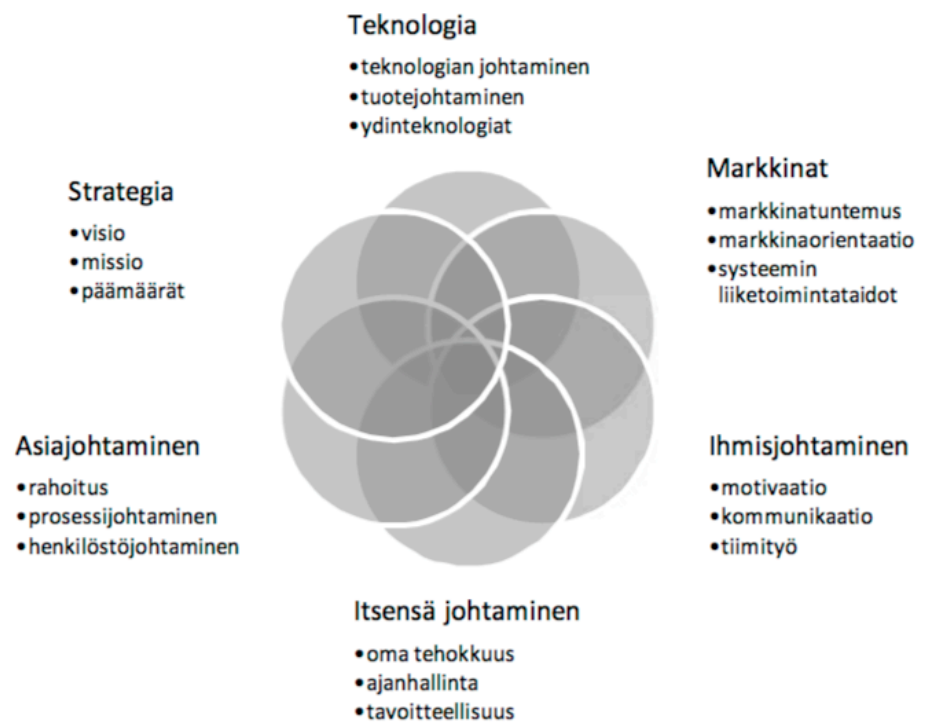 Teknologia
•teknologian johtaminen
•tuotejohtaminen
•ydinteknologiat
Markkinat
•markkinatuntemus
•markkinaorientaatio
•systeemin
liiketoimintataidot
Ihmisjohtaminen
•motivaatio
•kommunikaatio
•tiimityö
Itsensä johtaminen
•oma tehokkuus
•ajanhallinta
•tavoitteellisuus
Asiajohtaminen
•rahoitus
•prosessijohtaminen
•henkilöstöjohtaminen
Strategia
•visio
•missio
•päämäärät